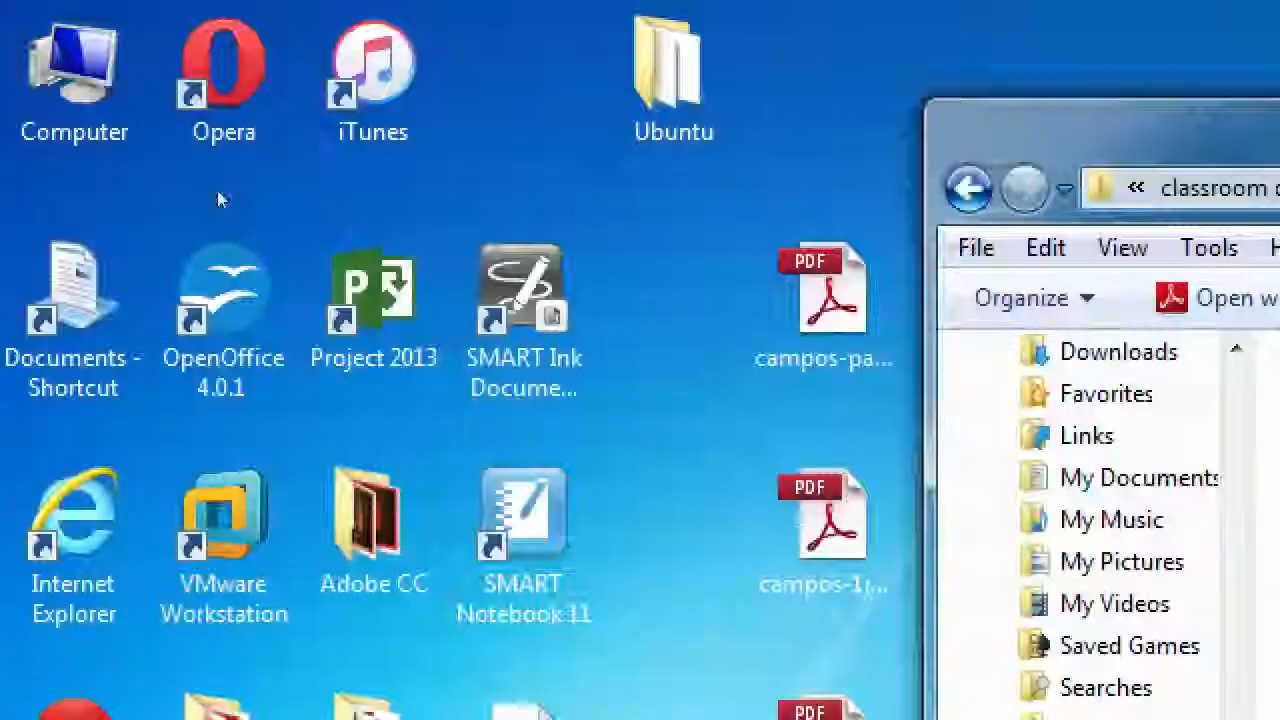 Computer
Opera
iTunes
Ubuntu
« classroom
File Edit View Tools
Organize
Open w
Documents -
Shortcut
OpenOffice
4.0.1
Project 2013
SMART Ink
Docume...
PDF
campos-pa...
Downloads
Favorites
Links
My Documents
My Music
My Pictures
My Videos
Saved Games
Searches
Internet
Explorer
VMware
Workstation
Adobe CC
SMART
Notebook 11
PDF
PDF